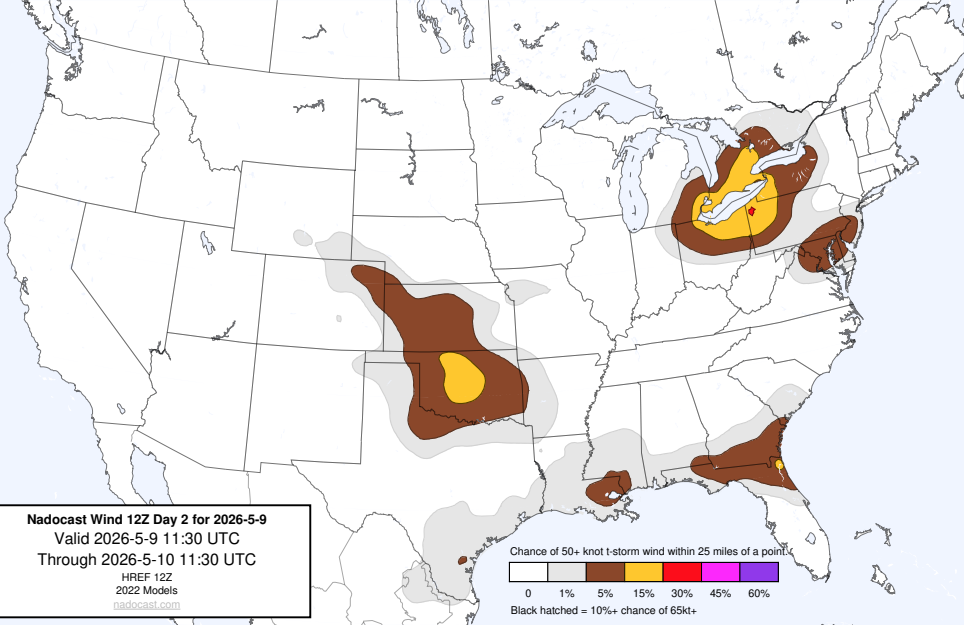 Nadocast Wind 12Z Day 2 for 2026-5-9
Valid 2026-5-9 11:30 UTC
Through 2026-5-10 11:30 UTC
HREF 12Z
2022 Models
nadocast.com
Chance of 50+ knot t-storm wind within 25 miles of a point.
0 1% 5% 15% 30% 45% 60%
Black hatched = 10%+ chance of 65kt+